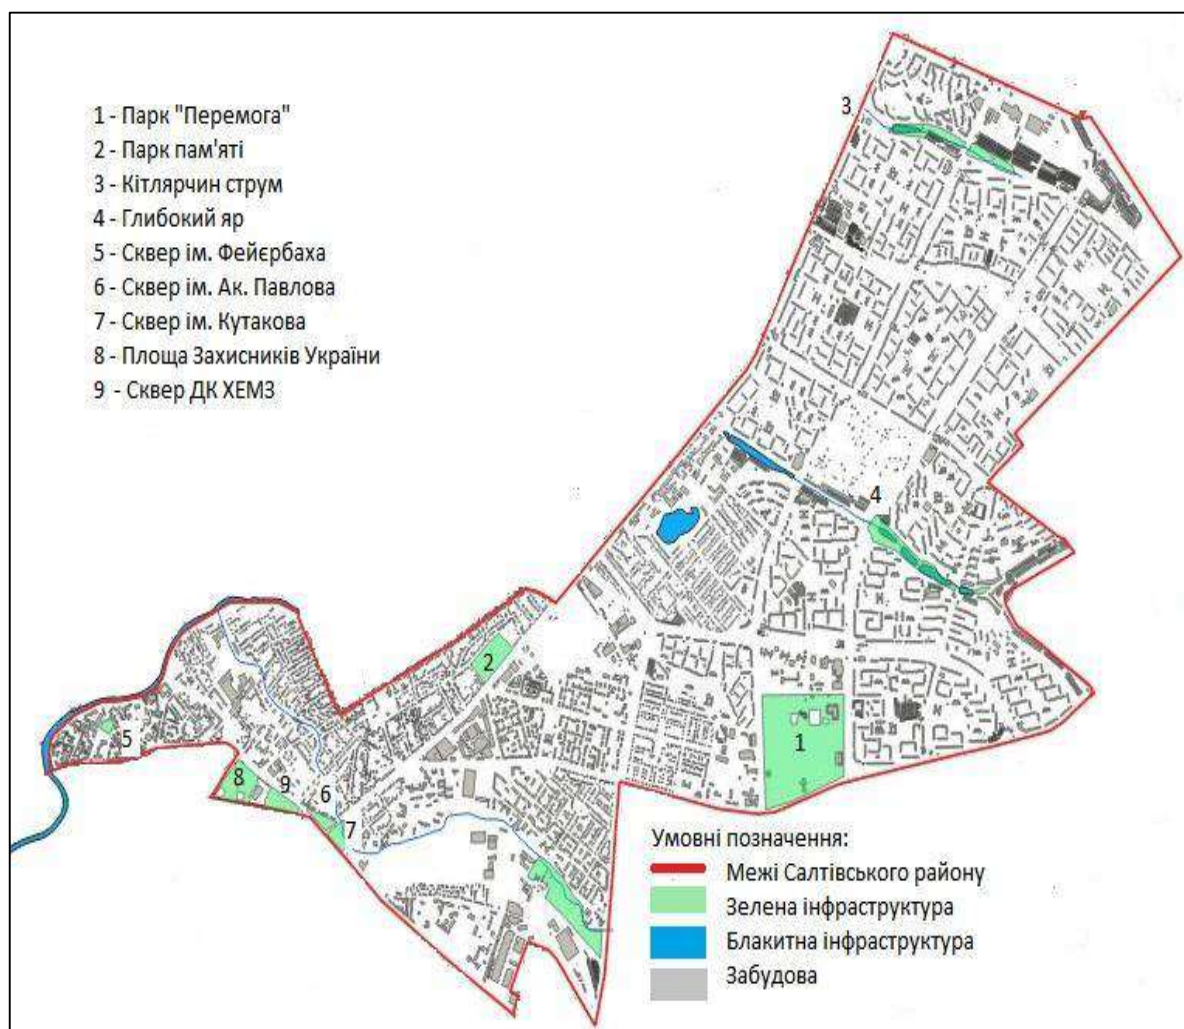 1 - Парк "Перемога"
2 - Парк пам'яті
3 - Кітлярчин струм
4 - Глибокий яр
5 - Сквер ім. Фейєрбаха
6 - Сквер ім. Ак. Павлова
7 - Сквер ім. Кутакова
8 - Площа Захисників України
9 - Сквер ДК ХЕМЗ
3
4
2
1
5
8
9
6
7
Умовні позначення:
Межі Салтівського району
Зелена інфраструктура
Блакитна інфраструктура
Забудова